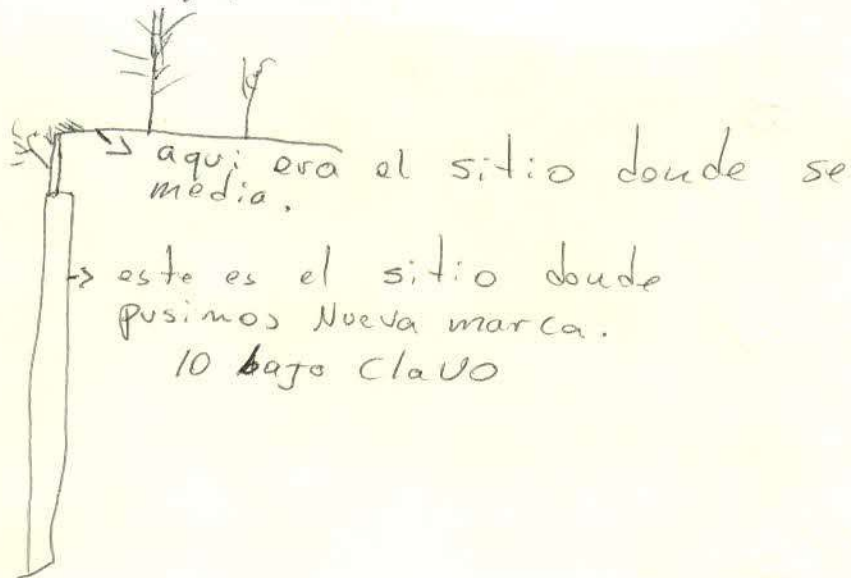 aqui era el sitio donde se
media.
este es el sitio donde
pusimos Nueva marca.
10 bajo Clavo